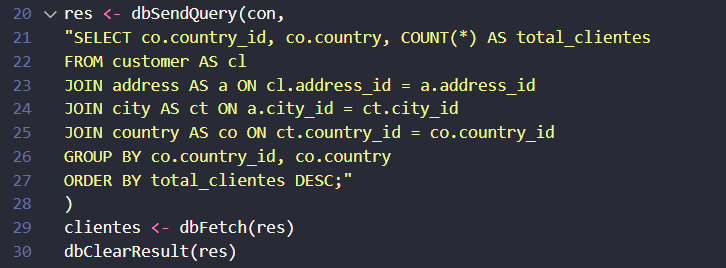 20 res <- dbSendQuery(con,
21 "SELECT co.country_id, co.country, COUNT(*) AS total_clientes
22 FROM customer AS cl
23 JOIN address AS a ON cl.address_id = a.address_id
24 JOIN city AS ct ON a.city_id = ct.city_id
25 JOIN country AS co ON ct.country_id = co.country_id
26 GROUP BY co.country_id, co.country
27 ORDER BY total_clientes DESC;"
28 )
29 clientes <- dbFetch(res)
30 dbClearResult(res)